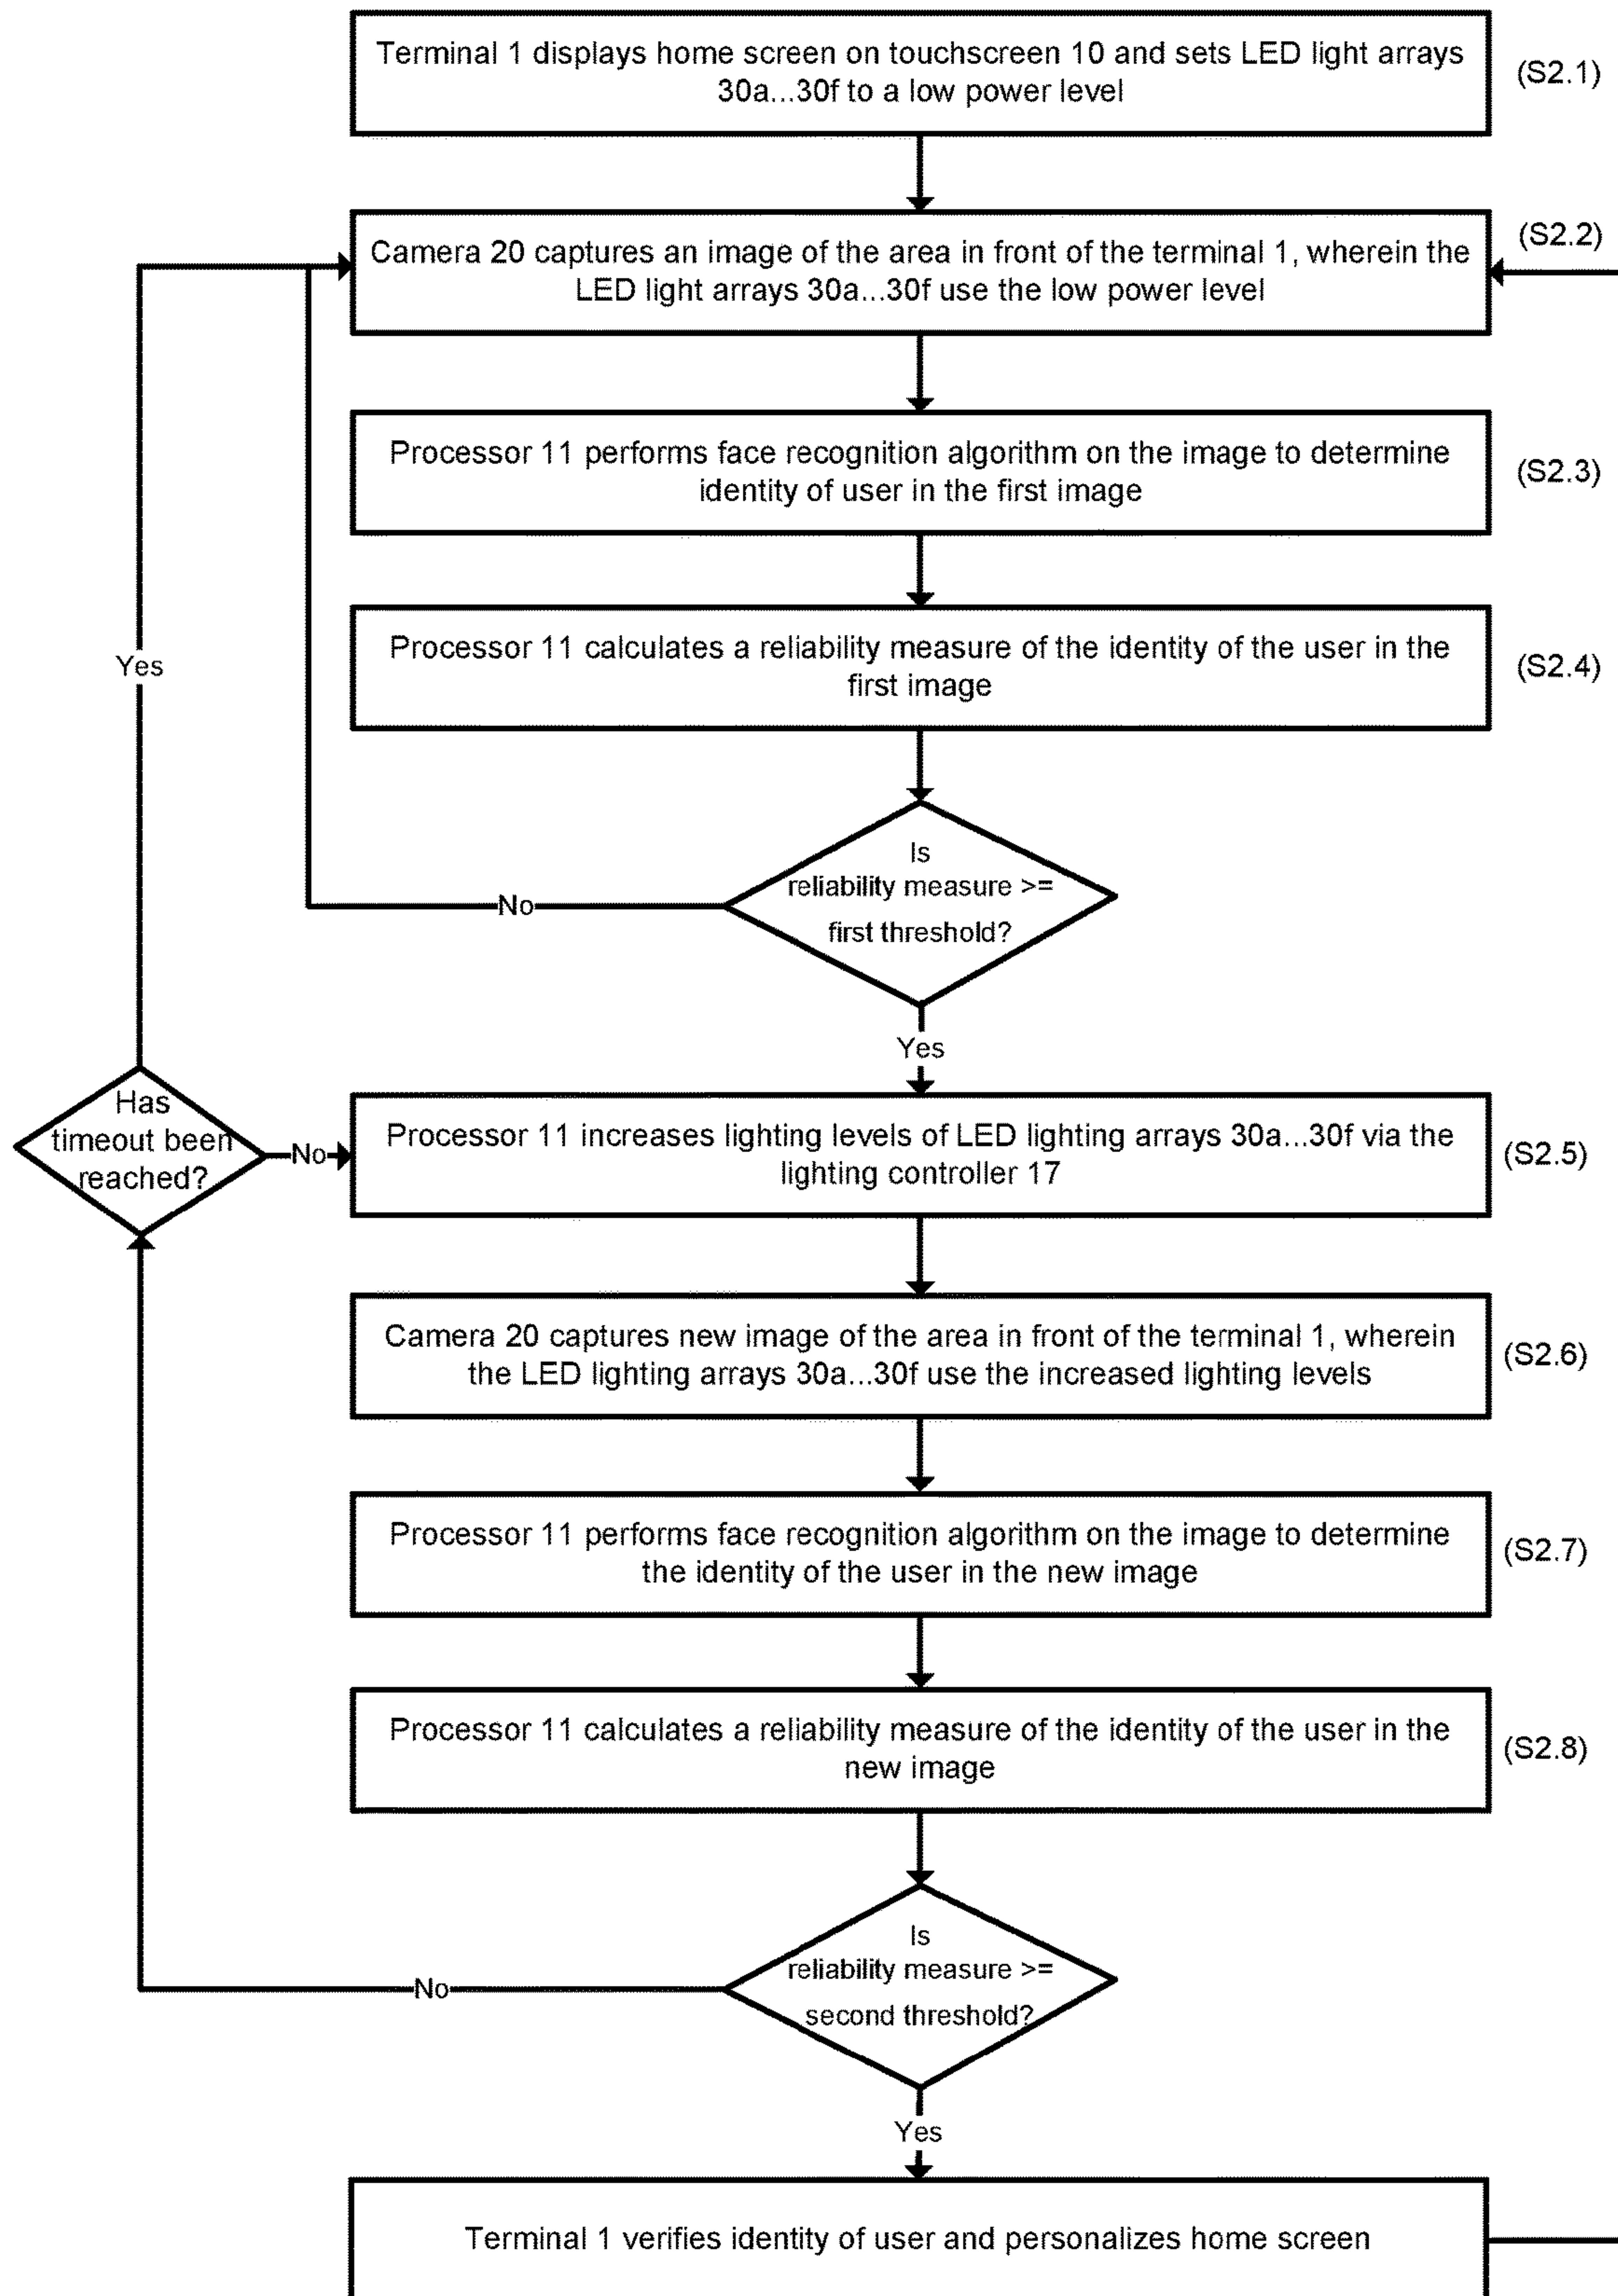 Terminal 1 displays home screen on touchscreen 10 and sets LED light arrays
30a...30f to a low power level
(S2.1)
Camera 20 captures an image of the area in front of the terminal 1, wherein the
LED light arrays 30a...30f use the low power level
(S2.2)
Processor 11 performs face recognition algorithm on the image to determine
identity of user in the first image
(S2.3)
Processor 11 calculates a reliability measure of the identity of the user in the
first image
(S2.4)
Yes
Is
reliability measure >=
first threshold?
No
Yes
Has
timeout been
reached?
No
Processor 11 increases lighting levels of LED lighting arrays 30a...30f via the
lighting controller 17
(S2.5)
Camera 20 captures new image of the area in front of the terminal 1, wherein
the LED lighting arrays 30a...30f use the increased lighting levels
(S2.6)
Processor 11 performs face recognition algorithm on the image to determine
the identity of the user in the new image
(S2.7)
Processor 11 calculates a reliability measure of the identity of the user in the
new image
(S2.8)
Is
reliability measure >=
second threshold?
No
Yes
Terminal 1 verifies identity of user and personalizes home screen